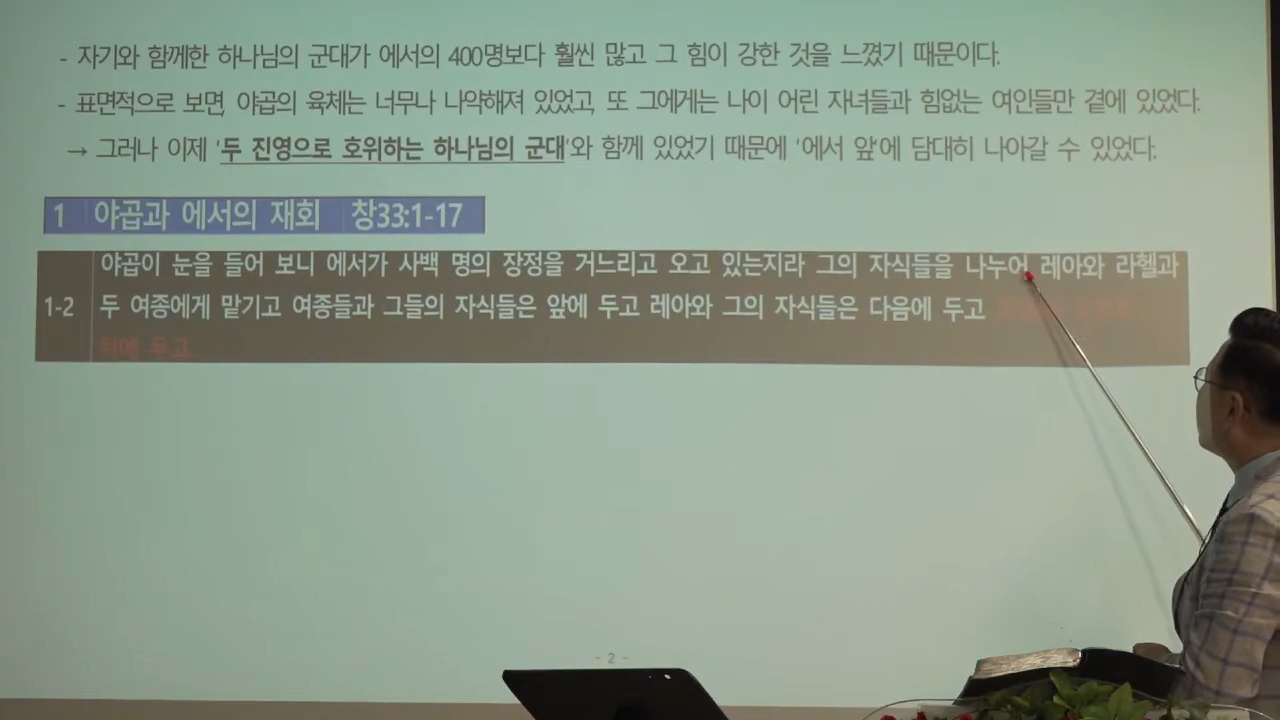 - 자기와 함께한 하나님의 군대가 에서의 400명보다 훨씬 많고 그 힘이 강한 것을 느꼈기 때문이다.
- 표면적으로 보면, 야곱의 육체는 너무나 나약해져 있었고, 또 그에게는 나이 어린 자녀들과 힘없는 여인들만 곁에 있었다.
→ 그러나 이제 '두 진영으로 호위하는 하나님의 군대'와 함께 있었기 때문에 '에서 앞'에 담대히 나아갈 수 있었다.
1 야곱과 에서의 재회 창33:1-17
야곱이 눈을 들어 보니 에서가 사백 명의 장정을 거느리고 오고 있는지라 그의 자식들을 나누어 레아와 라헬과
1-2 두 여종에게 맡기고 여종들과 그들의 자식들은 앞에 두고 레아와 그의 자식들은 다음에 두고
뒤에 두고
- 2 -